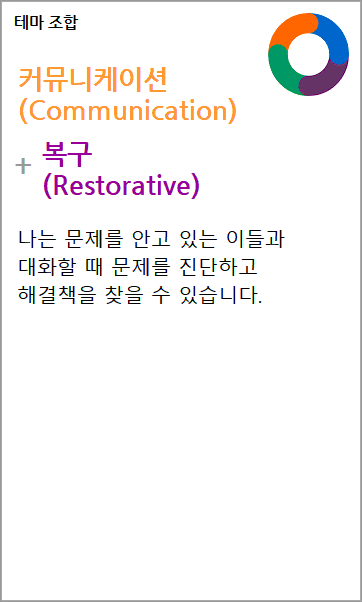 테마 조합
커뮤니케이션
(Communication)
+ 복구
(Restorative)
나는 문제를 안고 있는 이들과
대화할 때 문제를 진단하고
해결책을 찾을 수 있습니다.